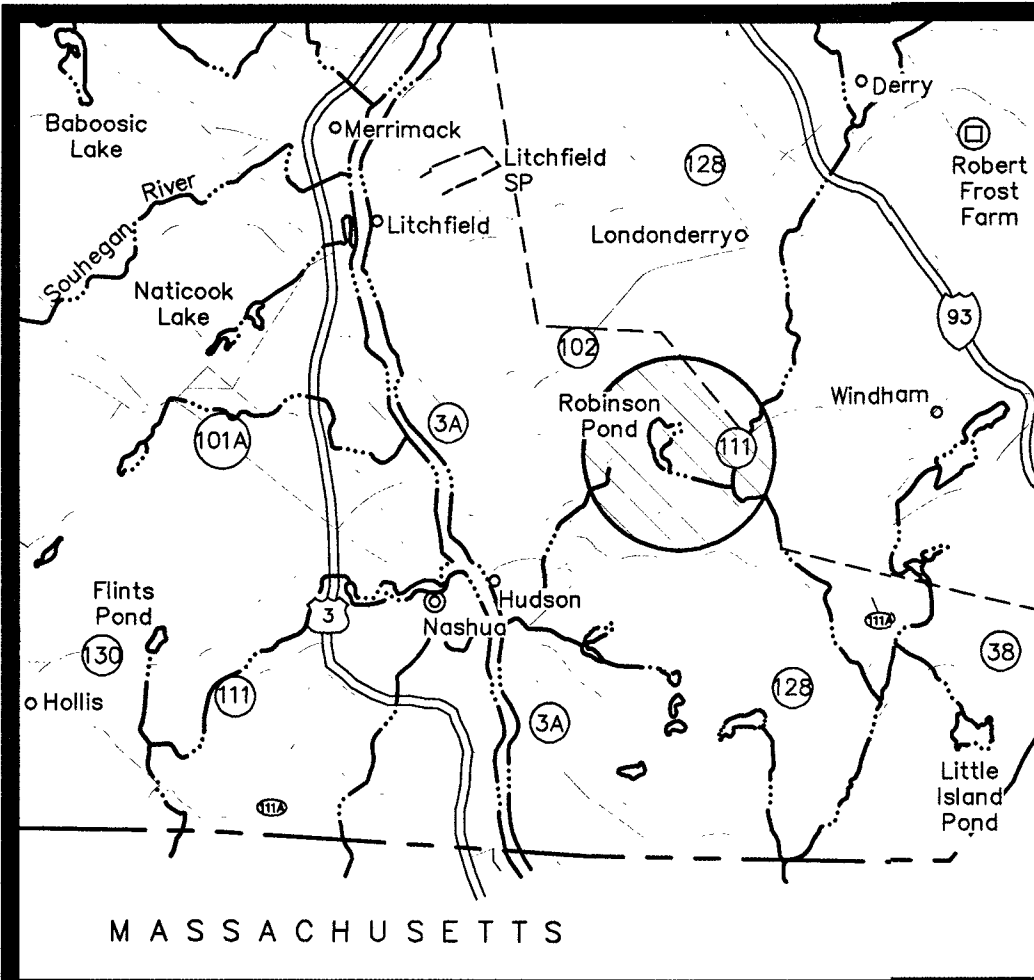 Derry
Baboosic
Lake
Merrimack
Litchfield
SP
128
Robert
Frost
Farm
Souhegan River
Litchfield
Londonderry
Naticook
Lake
93
102
Robinson
Pond
Windham
3A
101A
111
Flints
Pond
3
Hudson
Nashua
111A
130
38
Hollis
111
128
3A
Little
Island
Pond
111A
MASSACHUSETTS